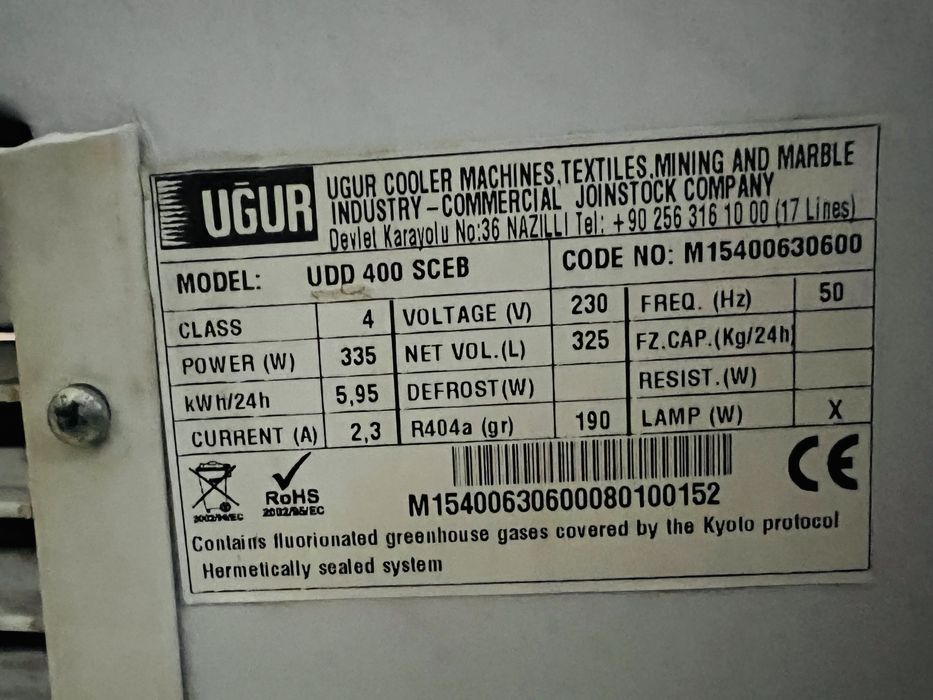 UĞUR
UGUR COOLER MACHINES,TEXTILES,MINING AND MARBLE
INDUSTRY-COMMERCIAL JOINSTOCK COMPANY
Devlet Karayolu No:36 NAZILLI Tel: +90 256 316 10 00 (17 Lines)
MODEL: UDD 400 SCEB CODE NO: M15400630600
CLASS 4 VOLTAGE (V) 230 FREQ. (Hz) 50
POWER (W) 335 NET VOL.(L) 325 FZ.CAP.(Kg/24h)
kWh/24h 5,95 DEFROST(W) RESIST.(W)
CURRENT (A) 2,3 R404a (gr) 190 LAMP (W) X
RoHS
2002/95/EC
2002/96/EC
M15400630600080100152
CE
Contains fluorionated greenhouse gases covered by the Kyoto protocol
Hermetically sealed system